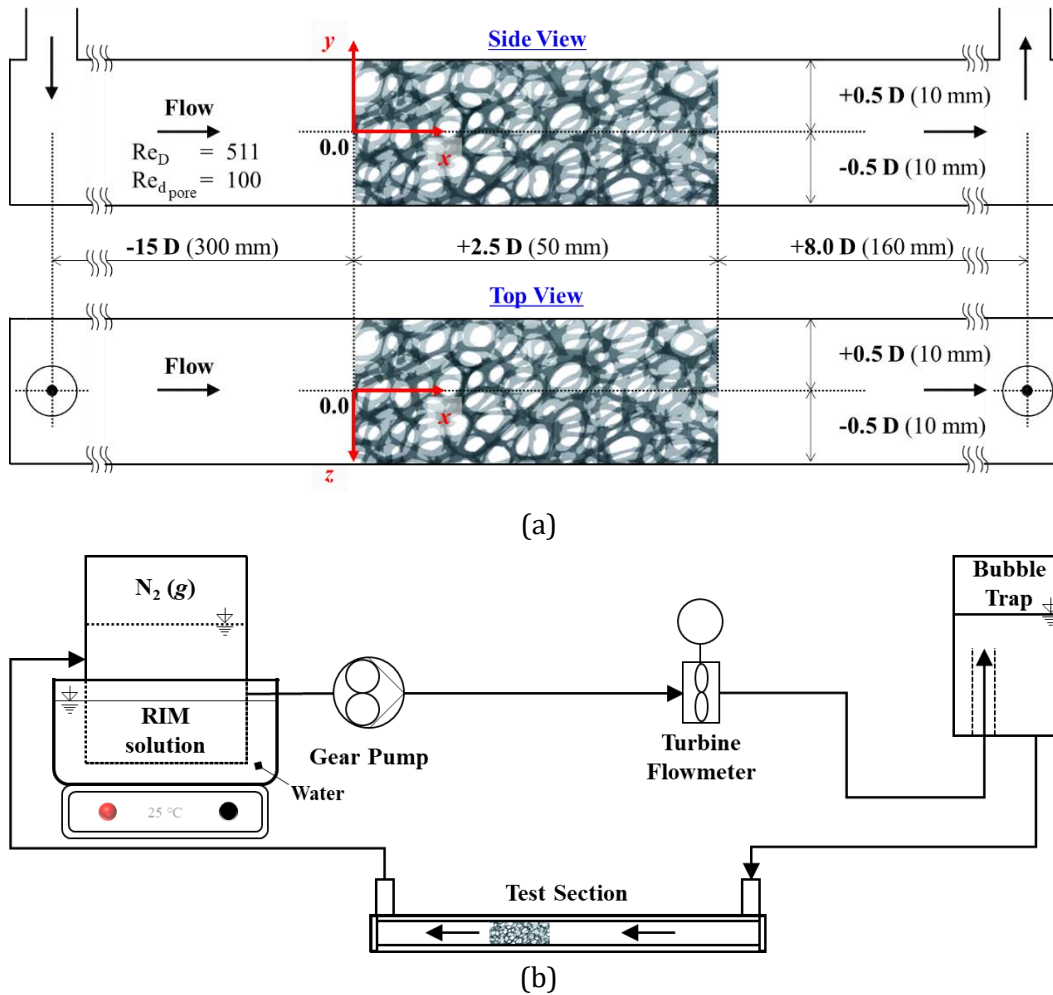 Side View
y
Flow
Re_D = 511
Re_d_pore = 100
0.0
x
+0.5 D (10 mm)
-0.5 D (10 mm)
-15 D (300 mm)
+2.5 D (50 mm)
+8.0 D (160 mm)
Top View
Flow
0.0
x
z
+0.5 D (10 mm)
-0.5 D (10 mm)
(a)
N₂ (g)
RIM
solution
Water
25 °C
Gear Pump
Turbine
Flowmeter
Bubble
Trap
Test Section
(b)